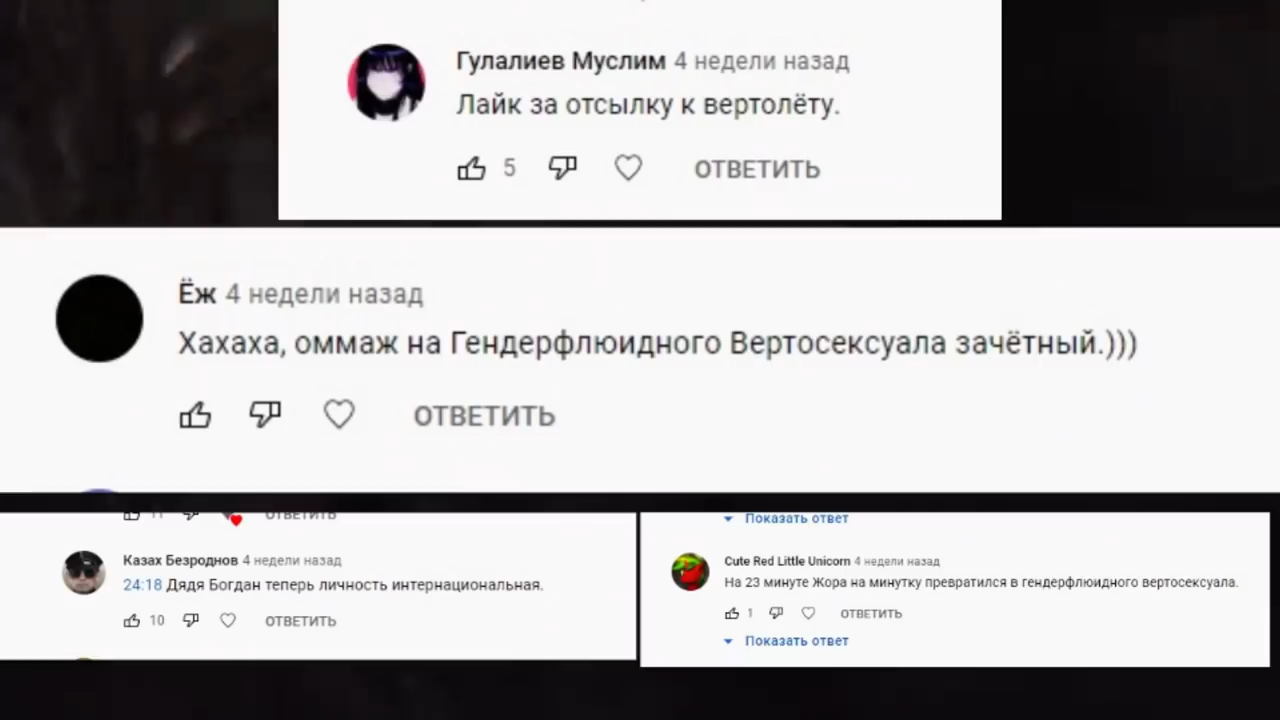 Гулалиев Муслим 4 недели назад
Лайк за отсылку к вертолёту.
5 ОТВЕТИТЬ
Ёж 4 недели назад
Хахаха, оммаж на Гендерфлюидного Вертосексуала зачётный.)))
ОТВЕТИТЬ
11 ОТВЕТИТЬ
Казах Безроднов 4 недели назад
24:18 Дядя Богдан теперь личность интернациональная.
10 ОТВЕТИТЬ
Показать ответ
Cute Red Little Unicorn 4 недели назад
На 23 минуте Жора на минутку превратился в гендерфлюидного вертосексуала.
1 ОТВЕТИТЬ
Показать ответ